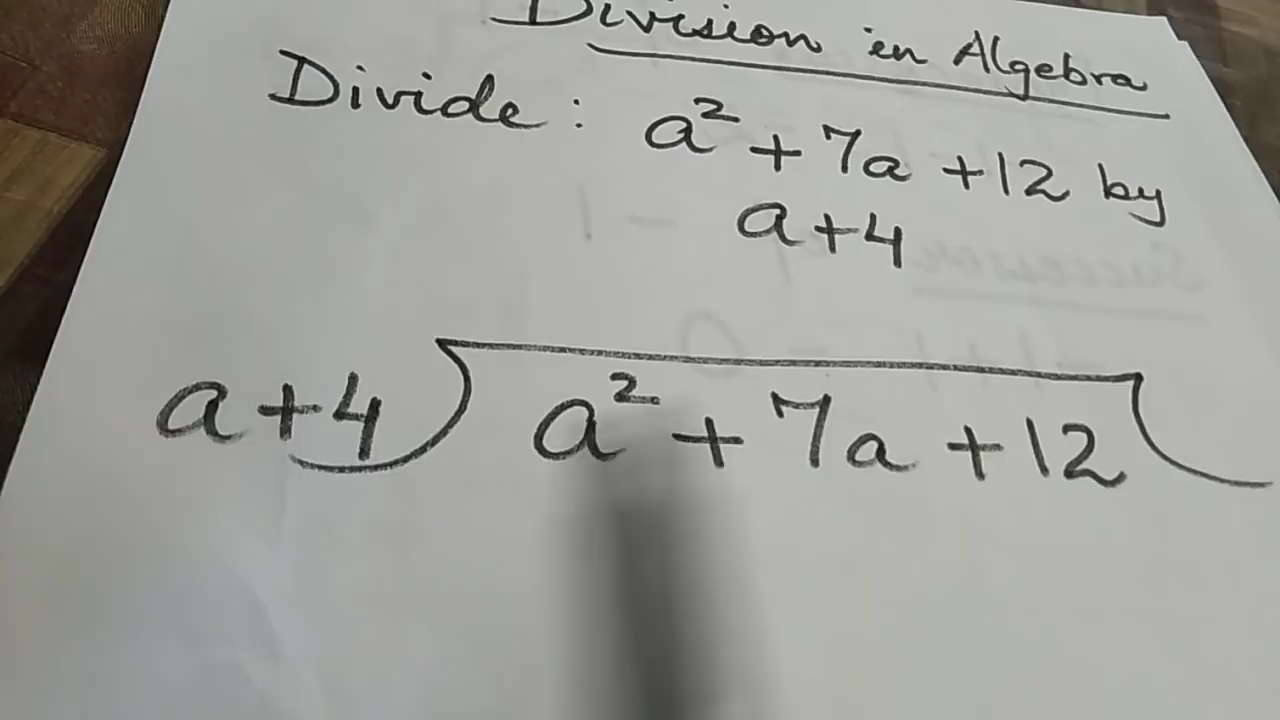 Division in Algebra
Divide : a² + 7a + 12 by
a + 4
a + 4 ) a² + 7a + 12 (